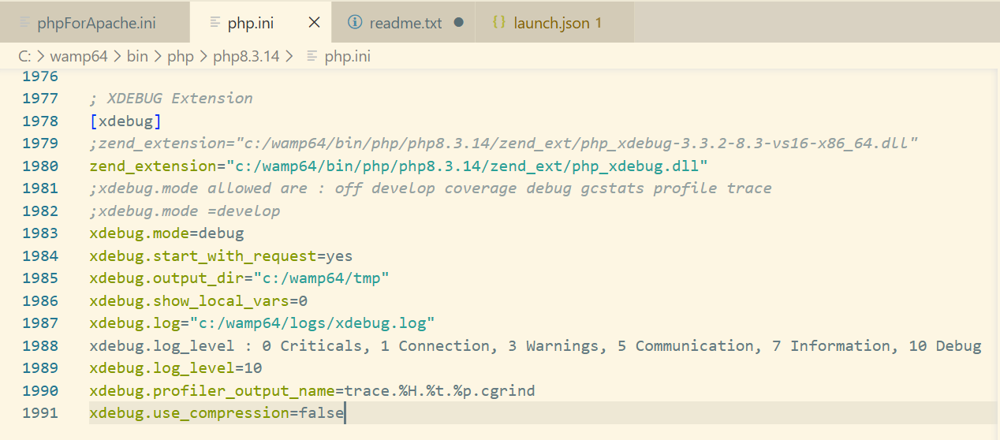 phpForApache.ini php.ini readme.txt launch.json 1
C: > wamp64 > bin > php > php8.3.14 > php.ini
1976
1977 ; XDEBUG Extension
1978 [xdebug]
1979 ;zend_extension="c:/wamp64/bin/php/php8.3.14/zend_ext/php_xdebug-3.3.2-8.3-vs16-x86_64.dll"
1980 zend_extension="c:/wamp64/bin/php/php8.3.14/zend_ext/php_xdebug.dll"
1981 ;xdebug.mode allowed are : off develop coverage debug gcstats profile trace
1982 ;xdebug.mode =develop
1983 xdebug.mode=debug
1984 xdebug.start_with_request=yes
1985 xdebug.output_dir="c:/wamp64/tmp"
1986 xdebug.show_local_vars=0
1987 xdebug.log="c:/wamp64/logs/xdebug.log"
1988 xdebug.log_level : 0 Criticals, 1 Connection, 3 Warnings, 5 Communication, 7 Information, 10 Debug
1989 xdebug.log_level=10
1990 xdebug.profiler_output_name=trace.%H.%t.%p.cgrind
1991 xdebug.use_compression=false